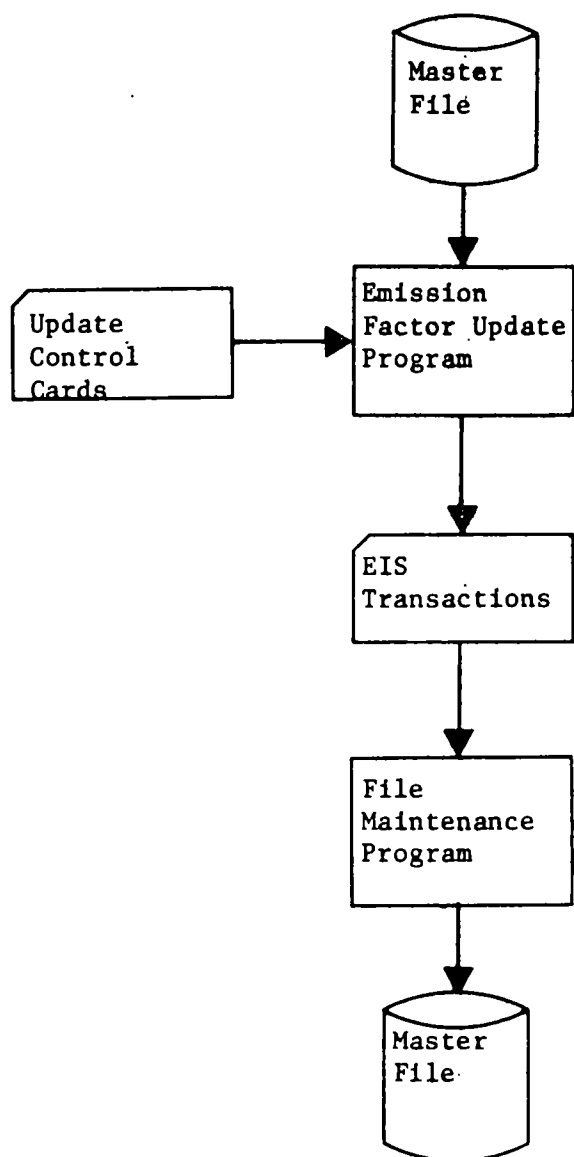 Master
File
Emission
Factor Update
Program
Update
Control
Cards
EIS
Transactions
File
Maintenance
Program
Master
File